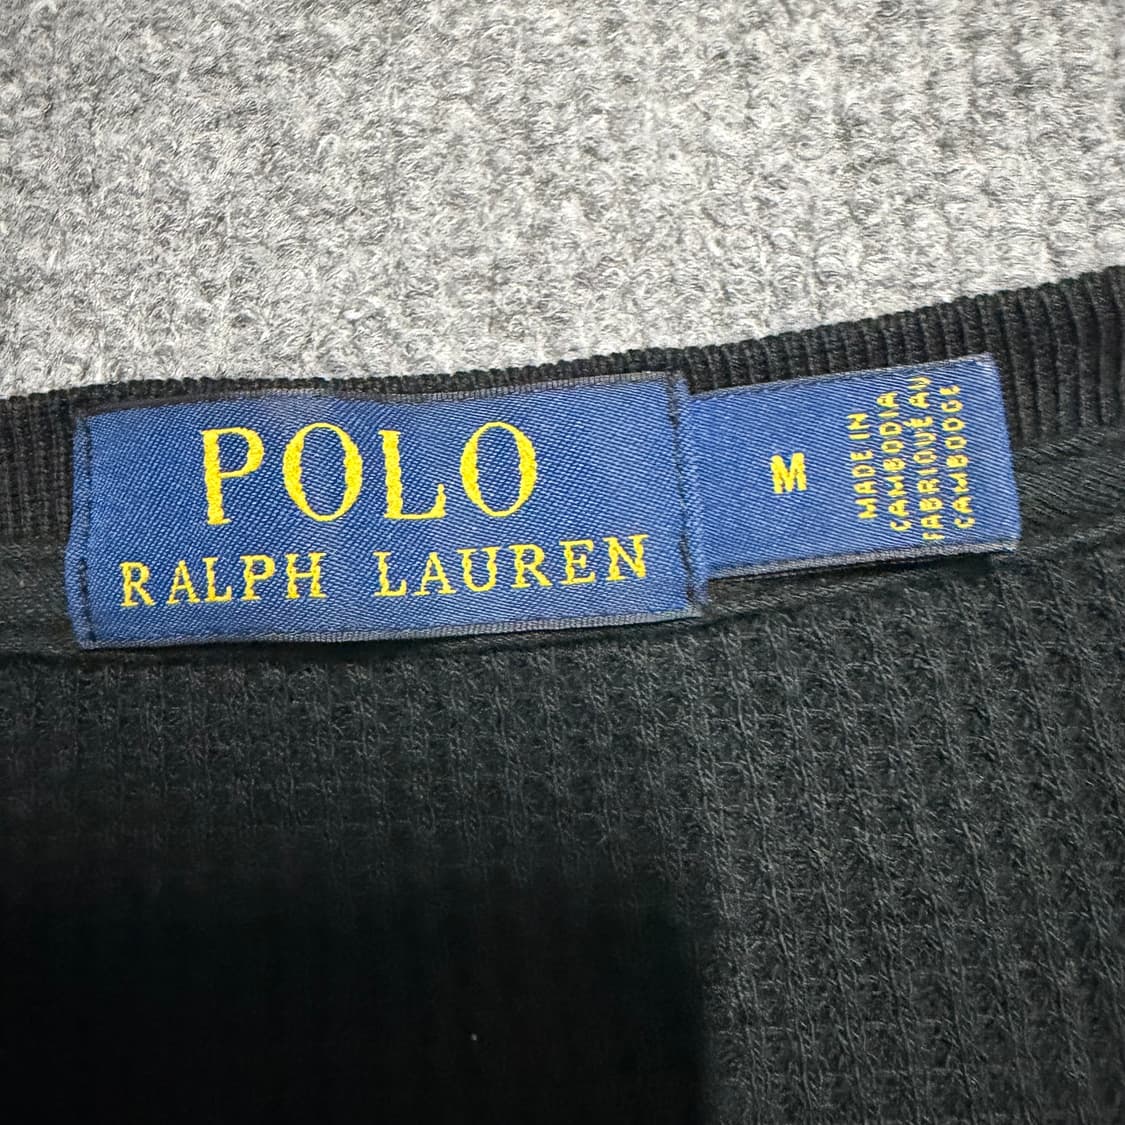 POLO
RALPH LAUREN
M
MADE IN
CAMBODIA
FABRIQUÉ AU
CAMBODGE